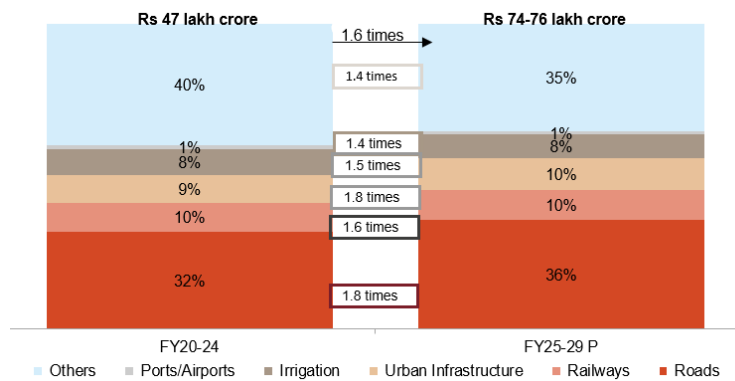 Rs 47 lakh crore
Rs 74-76 lakh crore
1.6 times
40%
1.4 times
35%
1%
1.4 times
1%
8%
1.5 times
8%
9%
1.8 times
10%
10%
1.6 times
10%
32%
1.8 times
36%
FY20-24
FY25-29 P
Others
Ports/Airports
Irrigation
Urban Infrastructure
Railways
Roads